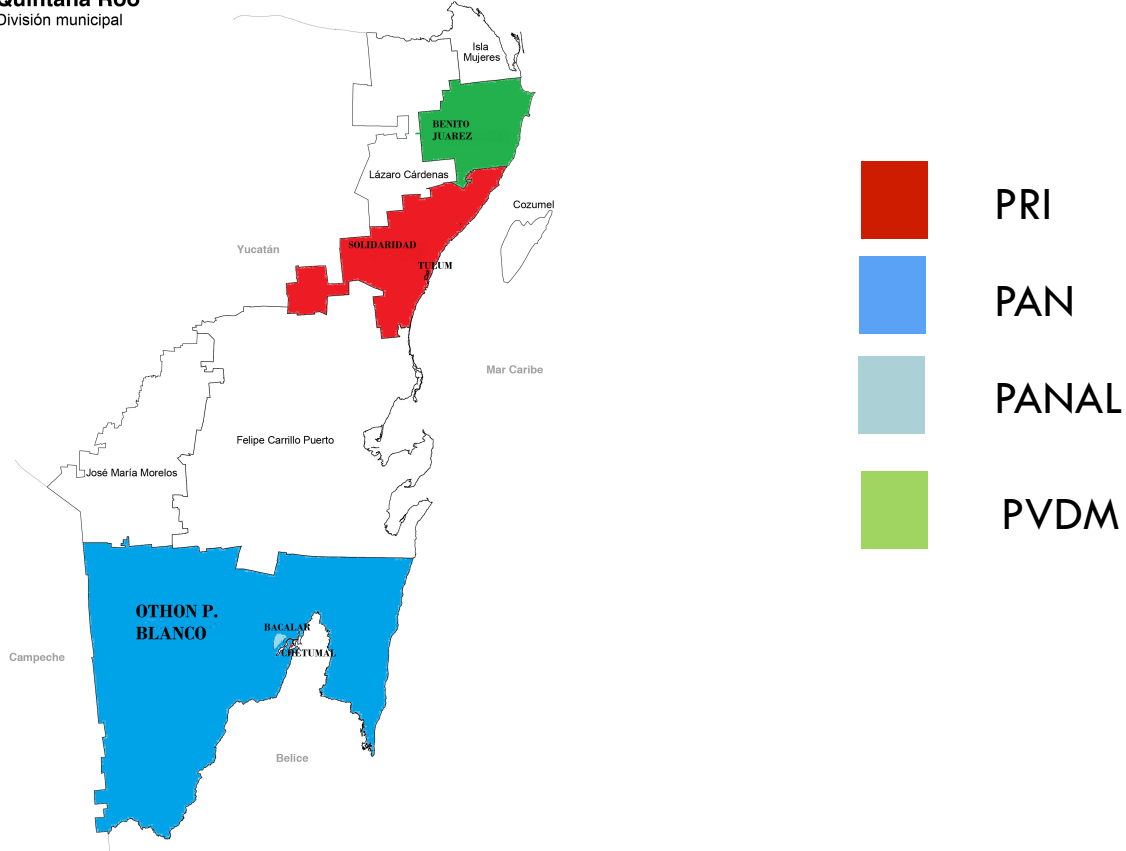 Quintana Roo
División municipal
Isla
Mujeres
BENITO
JUAREZ
Lázaro Cárdenas
Cozumel
Yucatán
SOLIDARIDAD
TULUM
Mar Caribe
Felipe Carrillo Puerto
José María Morelos
OTHON P.
BLANCO
BACALAR
CHETUMAL
Campeche
Belice
PRI
PAN
PANAL
PVDM